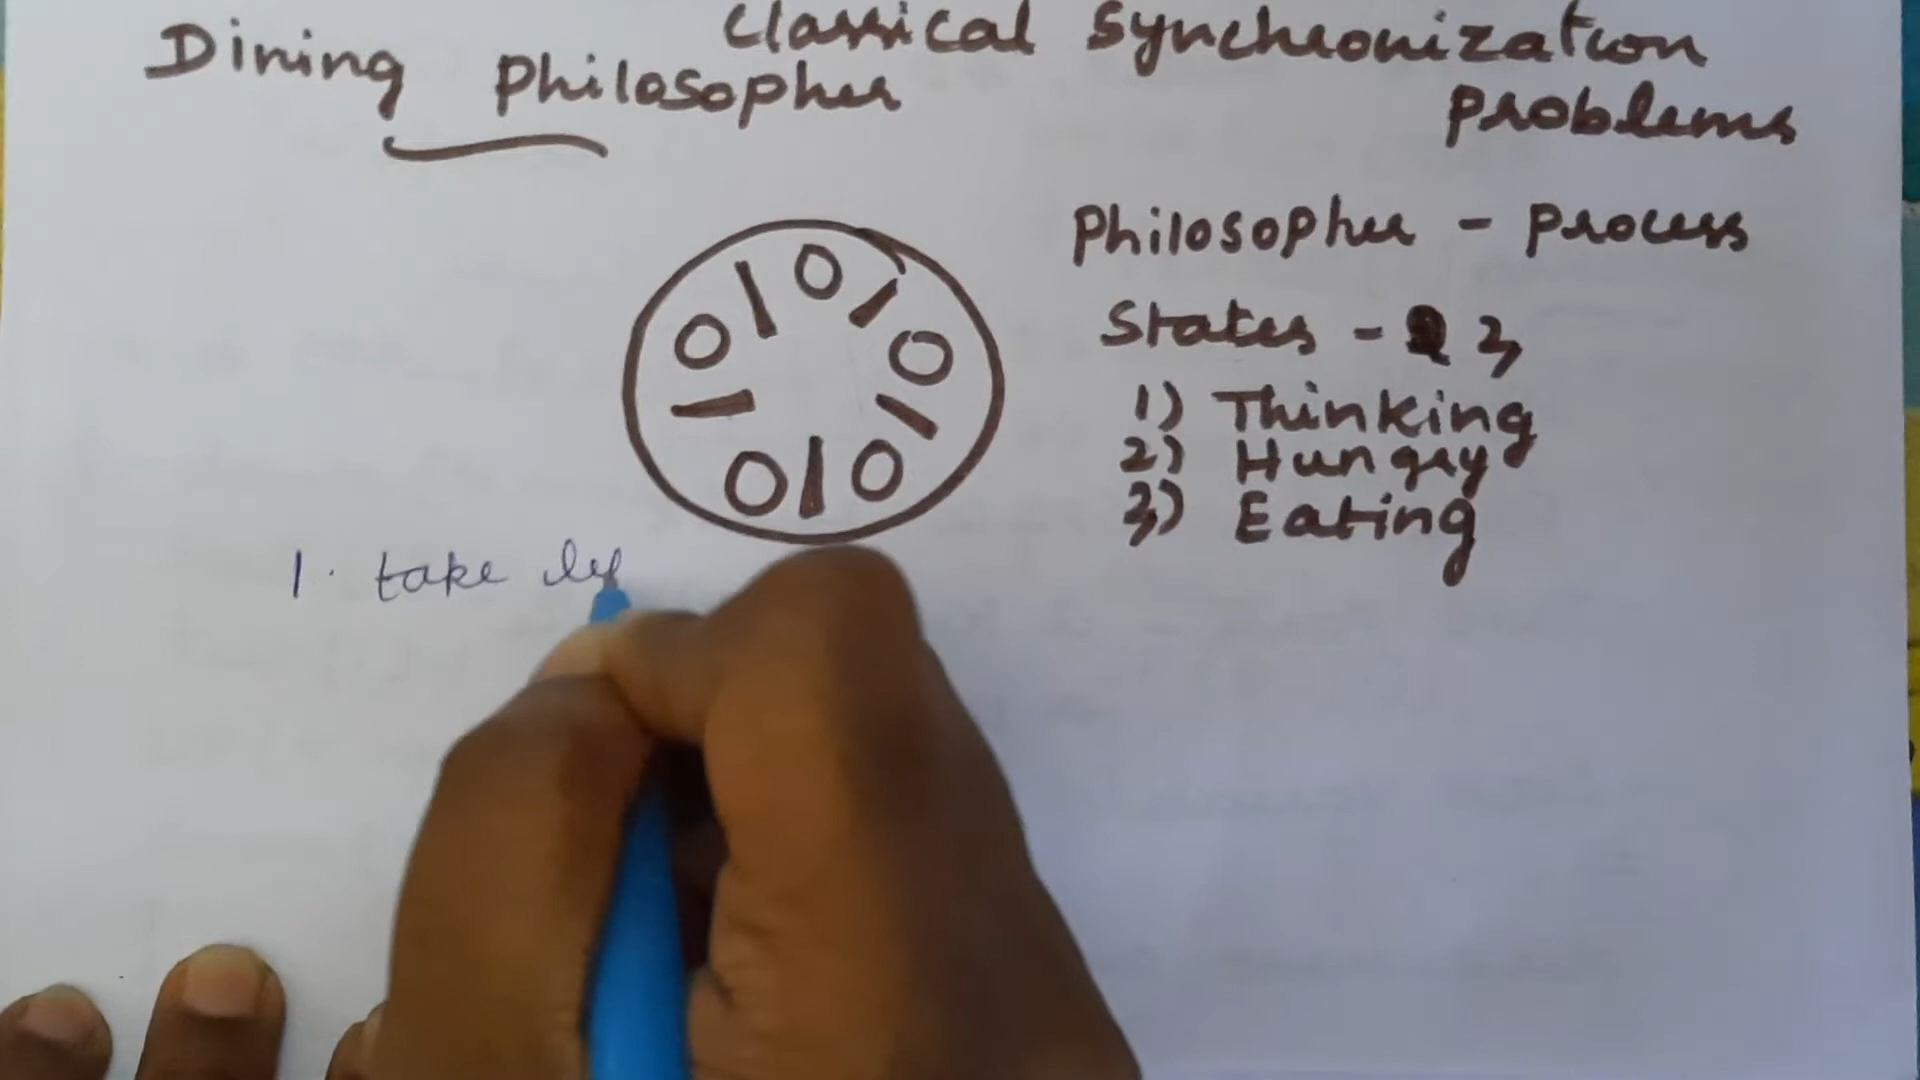 Classical Synchronization
Dining Philosopher
Problems
Philosopher - Process
States - 3
1) Thinking
2) Hungry
3) Eating
1. take